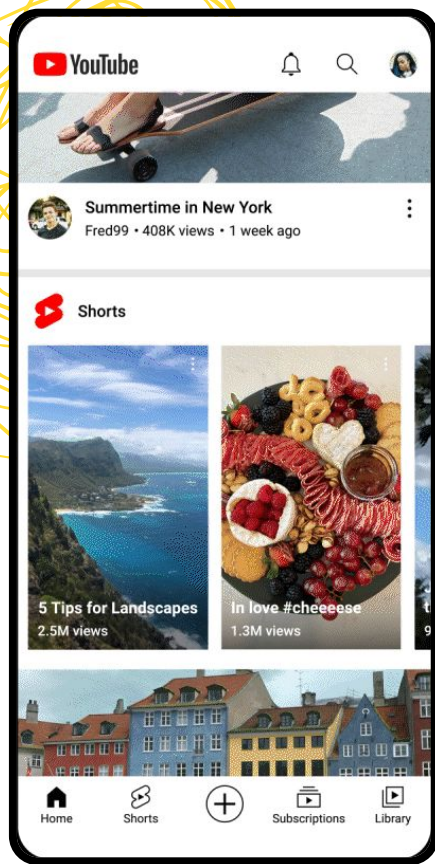 YouTube
Summertime in New York
Fred99 • 408K views • 1 week ago
Shorts
5 Tips for Landscapes
2.5M views
In love #cheeeese
1.3M views
Home
Shorts
Subscriptions
Library